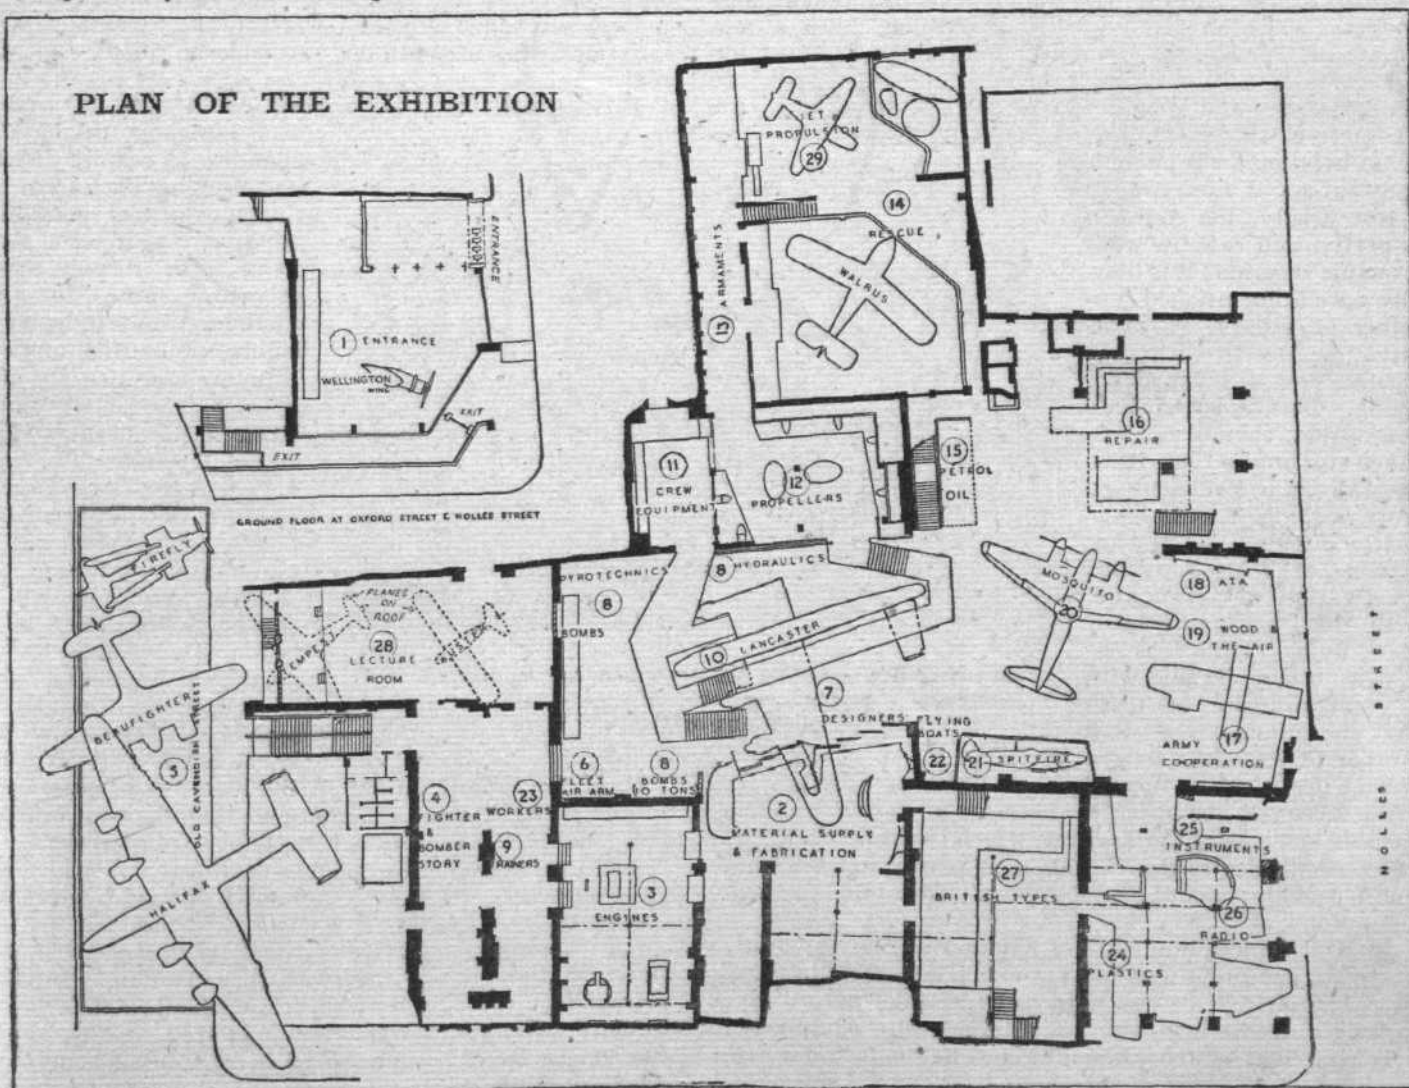 PLAN OF THE EXHIBITION
ENTRANCE
1 ENTRANCE
WELLINGTON
WING
EXIT
EXIT
GROUND FLOOR AT OXFORD STREET & HOLLES STREET
JET
PROPULSION
29
14
RESCUE
WALRUS
ARMAMENTS
13
11
CREW
EQUIPMENT
12
PROPELLERS
15
PETROL
OIL
16
REPAIR
FIREFLY
BEAUFIGHTER
5
OLD CAVENDISH STREET
HALIFAX
PLANES
ON
ROOF
TEMPEST
28
LECTURE
ROOM
AUSTER
PYROTECHNICS
8
BOMBS
8
HYDRAULICS
10 LANCASTER
7
DESIGNERS
FLYING
BOATS
22
21
SPITFIRE
MOSQUITO
20
18 ATA
19 WOOD &
THE AIR
17
ARMY
COOPERATION
HOLLES STREET
6
FLEET
AIR ARM
8
BOMBS
TONS
4
FIGHTER
&
BOMBER
STORY
23
WORKERS
9
RAINERS
3
ENGINES
2
MATERIAL SUPPLY
& FABRICATION
27
BRITISH TYPES
25
INSTRUMENTS
26
RADIO
24
PLASTICS